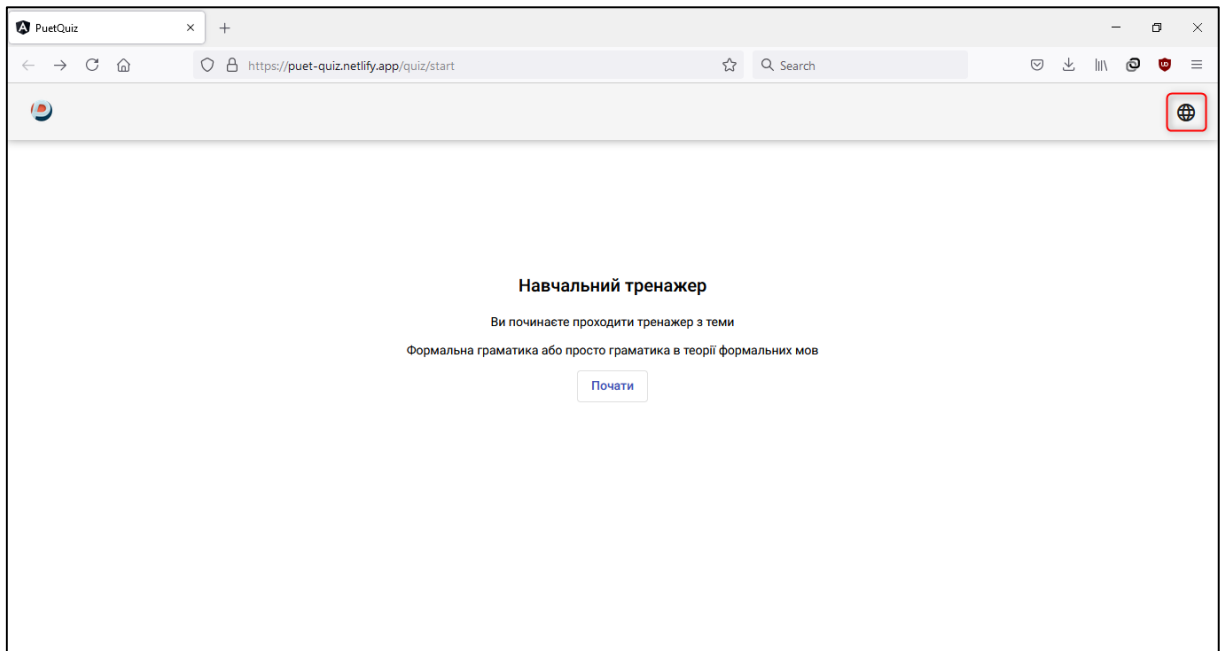 PuetQuiz
https://puet-quiz.netlify.app/quiz/start
Search
Навчальний тренажер
Ви починаєте проходити тренажер з теми
Формальна граматика або просто граматика в теорії формальних мов
Почати